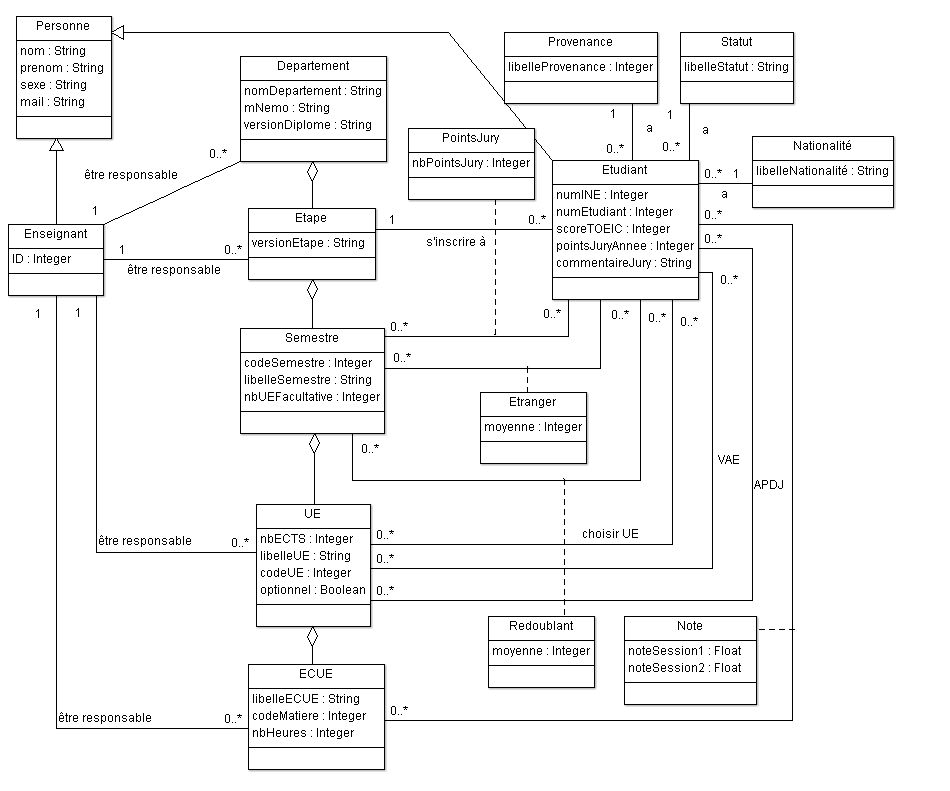 Personne
nom : String
prenom : String
sexe : String
mail : String
Departement
nomDepartement : String
mNemo : String
versionDiplome : String
Provenance
libelleProvenance : Integer
Statut
libelleStatut : String
PointsJury
nbPointsJury : Integer
Nationalité
libelleNationalité : String
Etudiant
numINE : Integer
numEtudiant : Integer
scoreTOEIC : Integer
pointsJuryAnnee : Integer
commentaireJury : String
1
a
0..*
1
a
0..*
0..*
1
a
0..*
0..*
0..*
être responsable
0..*
1
Enseignant
ID : Integer
Etape
versionEtape : String
1
0..*
s'inscrire à
1
0..*
être responsable
1
1
0..*
0..*
0..*
0..*
Semestre
codeSemestre : Integer
libelleSemestre : String
nbUEFacultative : Integer
0..*
0..*
0..*
Etranger
moyenne : Integer
VAE
APDJ
UE
nbECTS : Integer
libelleUE : String
codeUE : Integer
optionnel : Boolean
être responsable
0..*
0..*
choisir UE
0..*
0..*
Redoublant
moyenne : Integer
Note
noteSession1 : Float
noteSession2 : Float
ECUE
libelleECUE : String
codeMatiere : Integer
nbHeures : Integer
être responsable
0..*
0..*